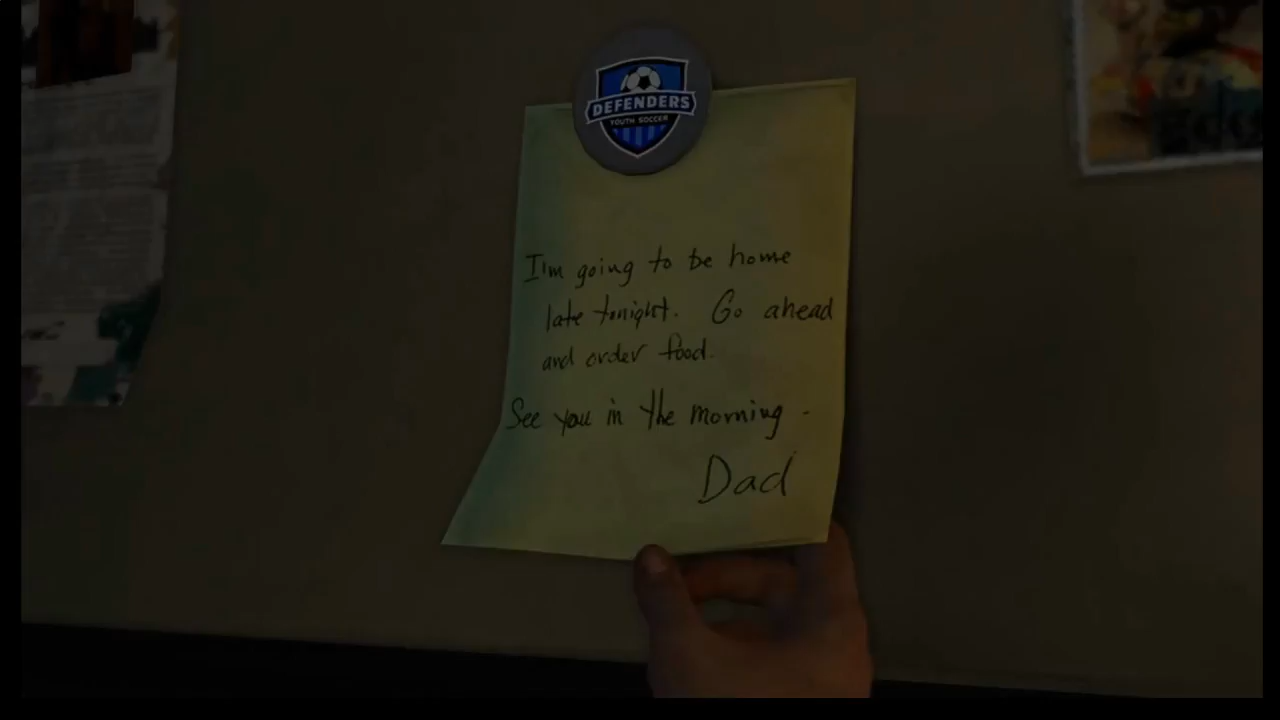 DEFENDERS
YOUTH SOCCER
I'm going to be home
late tonight. Go ahead
and order food.
See you in the morning.
Dad